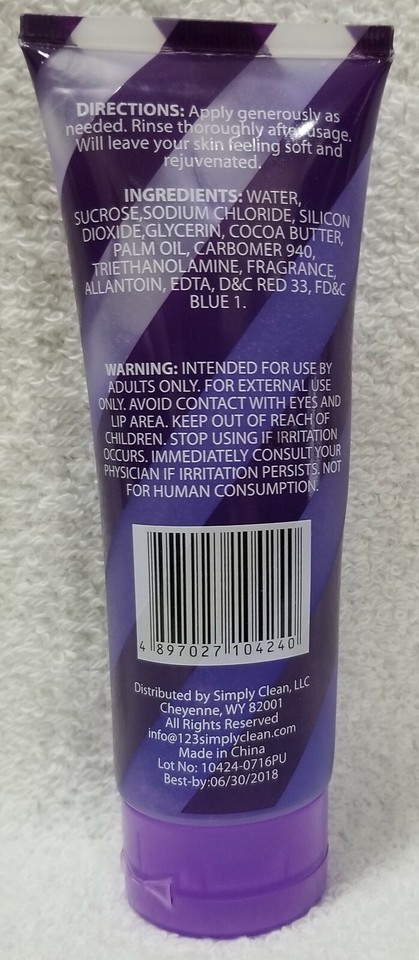 DIRECTIONS: Apply generously as
needed. Rinse thoroughly after usage.
Will leave your skin feeling soft and
rejuvenated.
INGREDIENTS: WATER,
SUCROSE,SODIUM CHLORIDE, SILICON
DIOXIDE,GLYCERIN, COCOA BUTTER,
PALM OIL, CARBOMER 940,
TRIETHANOLAMINE, FRAGRANCE,
ALLANTOIN, EDTA, D&C RED 33, FD&C
BLUE 1.
WARNING: INTENDED FOR USE BY
ADULTS ONLY. FOR EXTERNAL USE
ONLY. AVOID CONTACT WITH EYES AND
LIP AREA. KEEP OUT OF REACH OF
CHILDREN. STOP USING IF IRRITATION
OCCURS. IMMEDIATELY CONSULT YOUR
PHYSICIAN IF IRRITATION PERSISTS. NOT
FOR HUMAN CONSUMPTION.
4 897027 104240
Distributed by Simply Clean, LLC
Cheyenne, WY 82001
All Rights Reserved
info@123simplyclean.com
Made in China
Lot No: 10424-0716PU
Best-by:06/30/2018